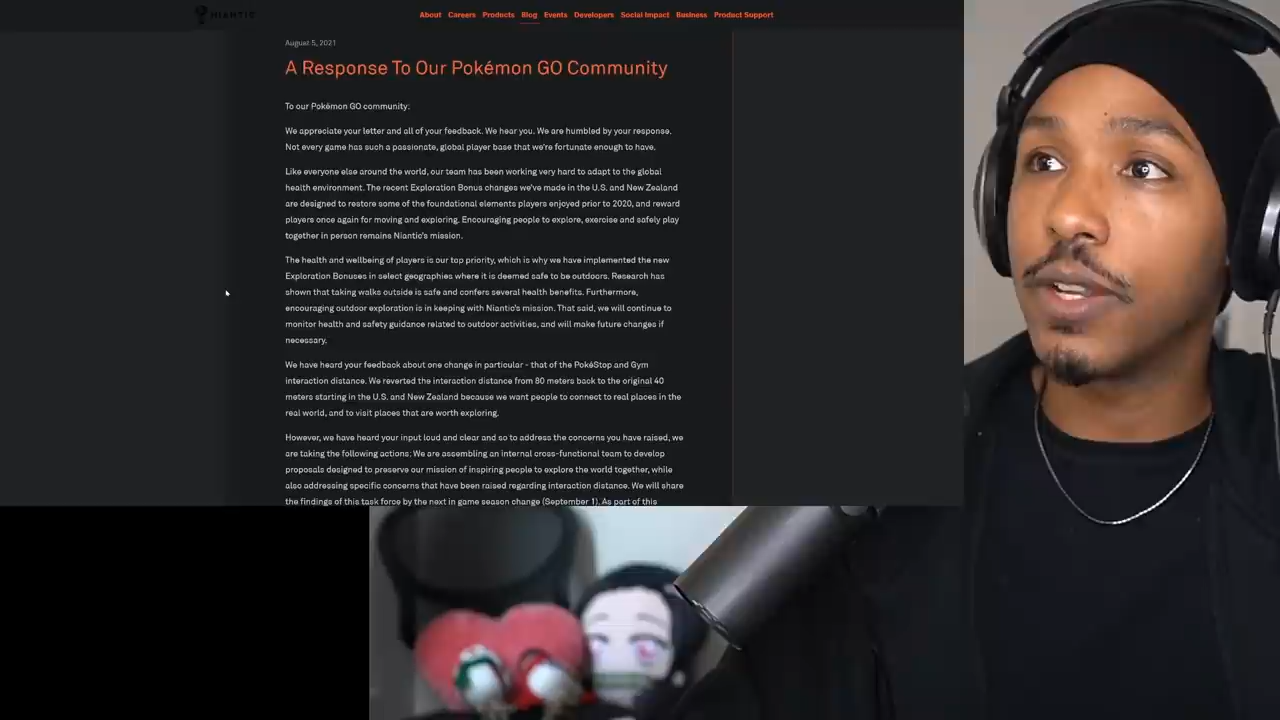 NIANTIC
About Careers Products Blog Events Developers Social Impact Business Product Support
August 5, 2021
A Response To Our Pokémon GO Community
To our Pokémon GO community:
We appreciate your letter and all of your feedback. We hear you. We are humbled by your response.
Not every game has such a passionate, global player base that we're fortunate enough to have.
Like everyone else around the world, our team has been working very hard to adapt to the global
health environment. The recent Exploration Bonus changes we've made in the U.S. and New Zealand
are designed to restore some of the foundational elements players enjoyed prior to 2020, and reward
players once again for moving and exploring. Encouraging people to explore, exercise and safely play
together in person remains Niantic's mission.
The health and wellbeing of players is our top priority, which is why we have implemented the new
Exploration Bonuses in select geographies where it is deemed safe to be outdoors. Research has
shown that taking walks outside is safe and confers several health benefits. Furthermore,
encouraging outdoor exploration is in keeping with Niantic's mission. That said, we will continue to
monitor health and safety guidance related to outdoor activities, and will make future changes if
necessary.
We have heard your feedback about one change in particular - that of the PokéStop and Gym
interaction distance. We reverted the interaction distance from 80 meters back to the original 40
meters starting in the U.S. and New Zealand because we want people to connect to real places in the
real world, and to visit places that are worth exploring.
However, we have heard your input loud and clear and so to address the concerns you have raised, we
are taking the following actions: We are assembling an internal cross-functional team to develop
proposals designed to preserve our mission of inspiring people to explore the world together, while
also addressing specific concerns that have been raised regarding interaction distance. We will share
the findings of this task force by the next in game season change (September 1). As part of this